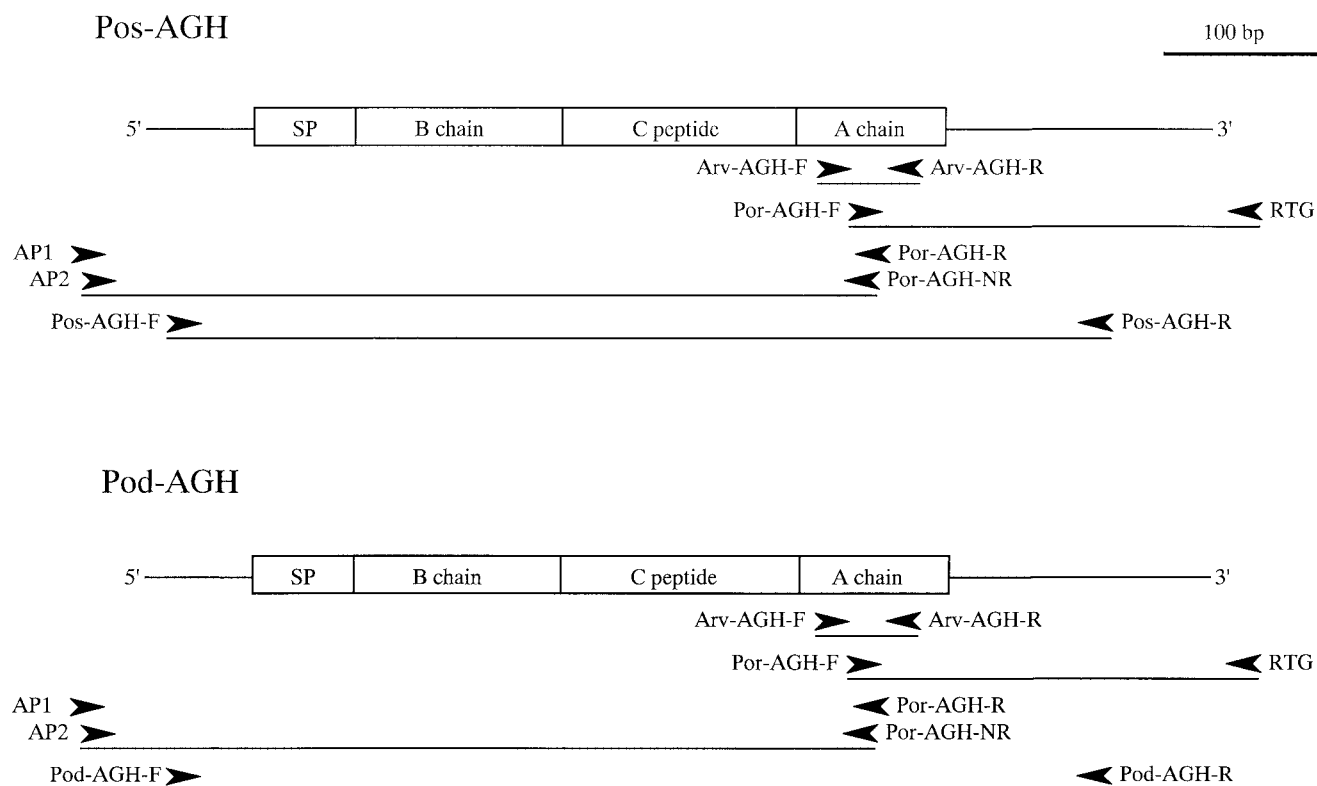 Pos-AGH
100 bp
5' SP B chain C peptide A chain 3'
Arv-AGH-F Arv-AGH-R
Por-AGH-F RTG
AP1 Por-AGH-R
AP2 Por-AGH-NR
Pos-AGH-F Pos-AGH-R
Pod-AGH
5' SP B chain C peptide A chain 3'
Arv-AGH-F Arv-AGH-R
Por-AGH-F RTG
AP1 Por-AGH-R
AP2 Por-AGH-NR
Pod-AGH-F Pod-AGH-R